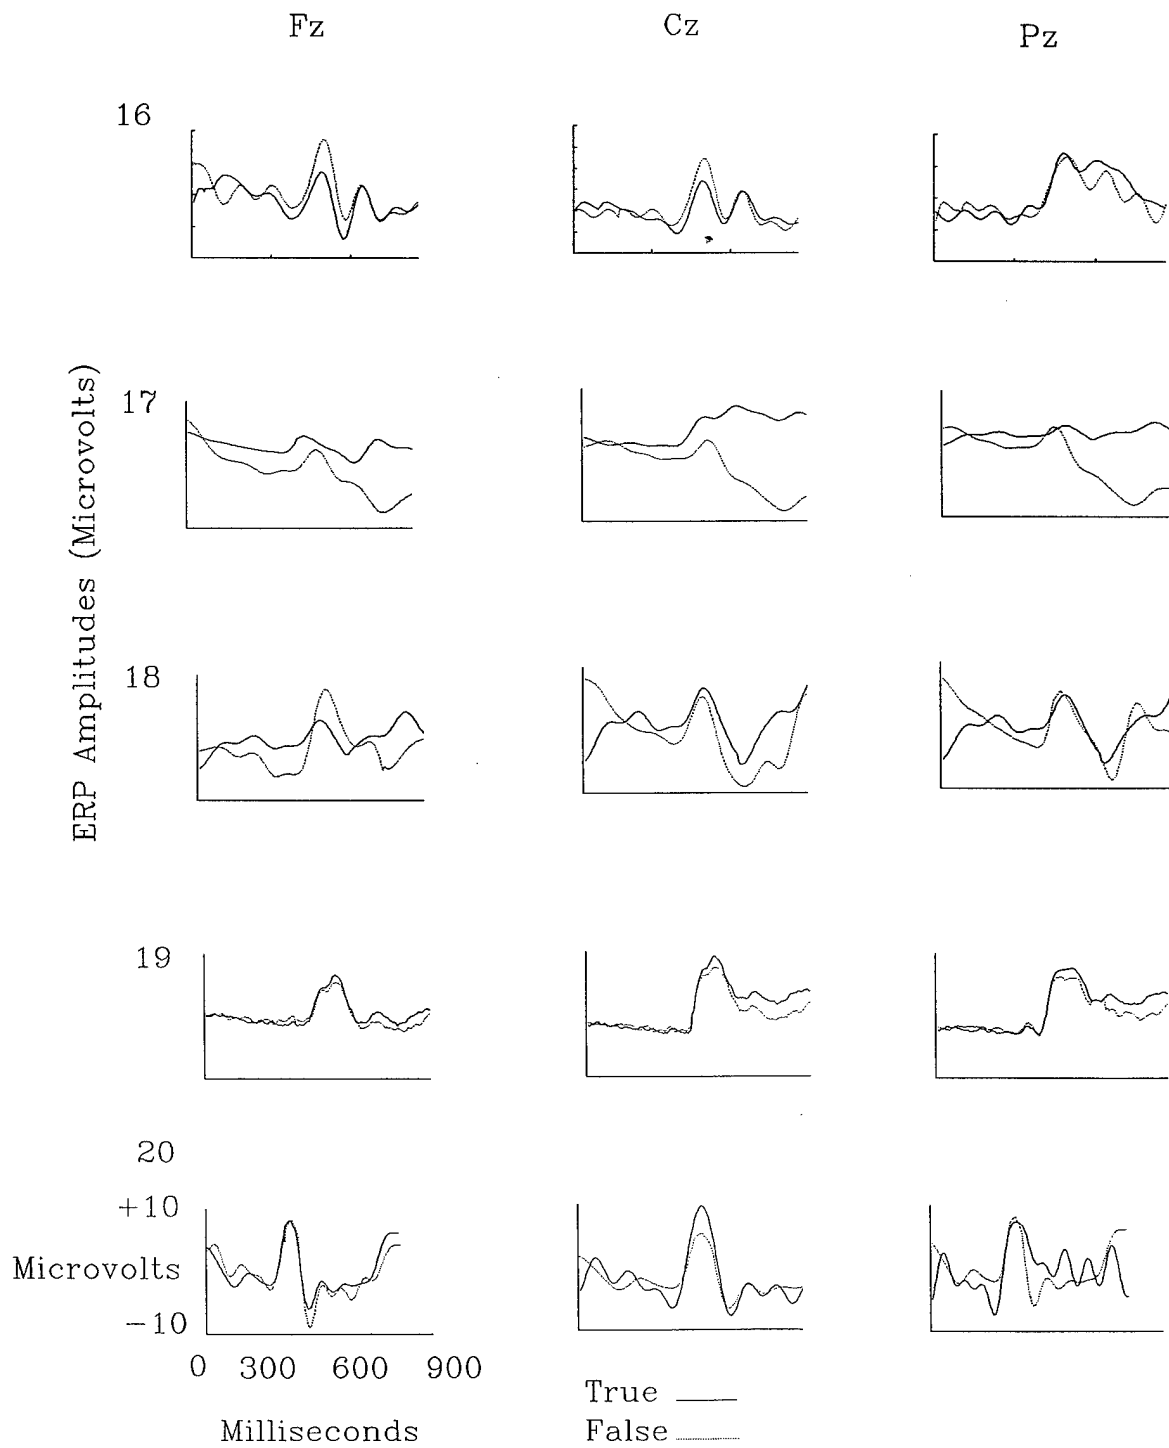 Fz Cz Pz
16
17
ERP Amplitudes (Microvolts)
18
19
20
+10
Microvolts
-10
0 300 600 900
Milliseconds
True
False